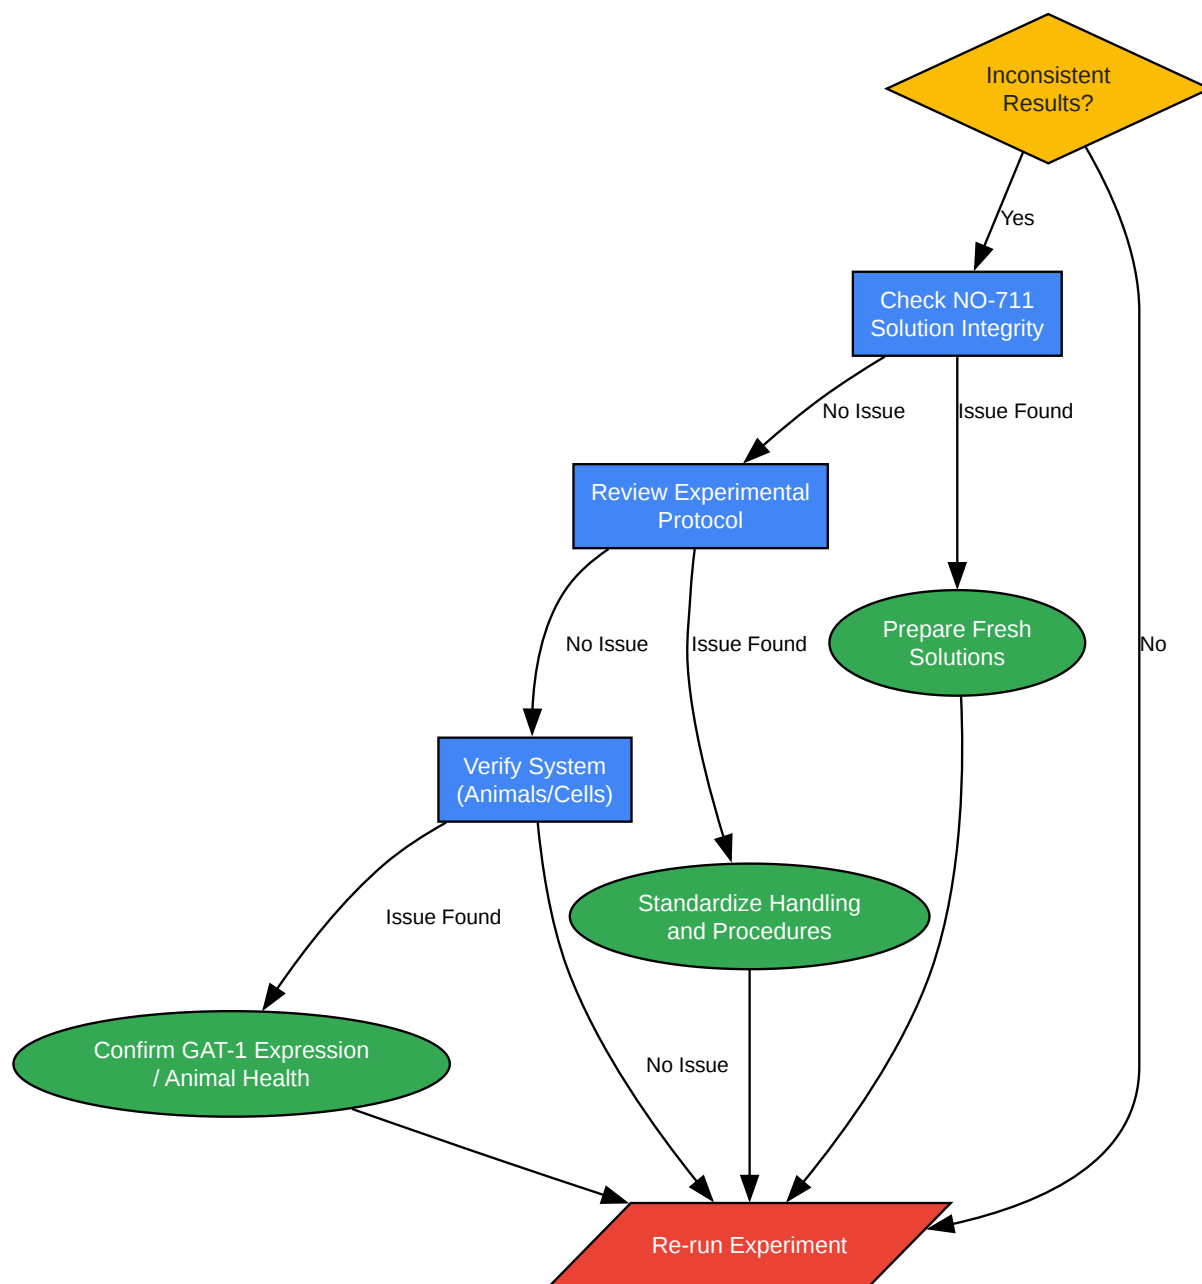 Inconsistent
Results?
Yes
Check NO-711
Solution Integrity
No Issue
Issue Found
Review Experimental
Protocol
No Issue
Issue Found
Prepare Fresh
Solutions
No
Verify System
(Animals/Cells)
Issue Found
Standardize Handling
and Procedures
Confirm GAT-1 Expression
/ Animal Health
No Issue
Re-run Experiment